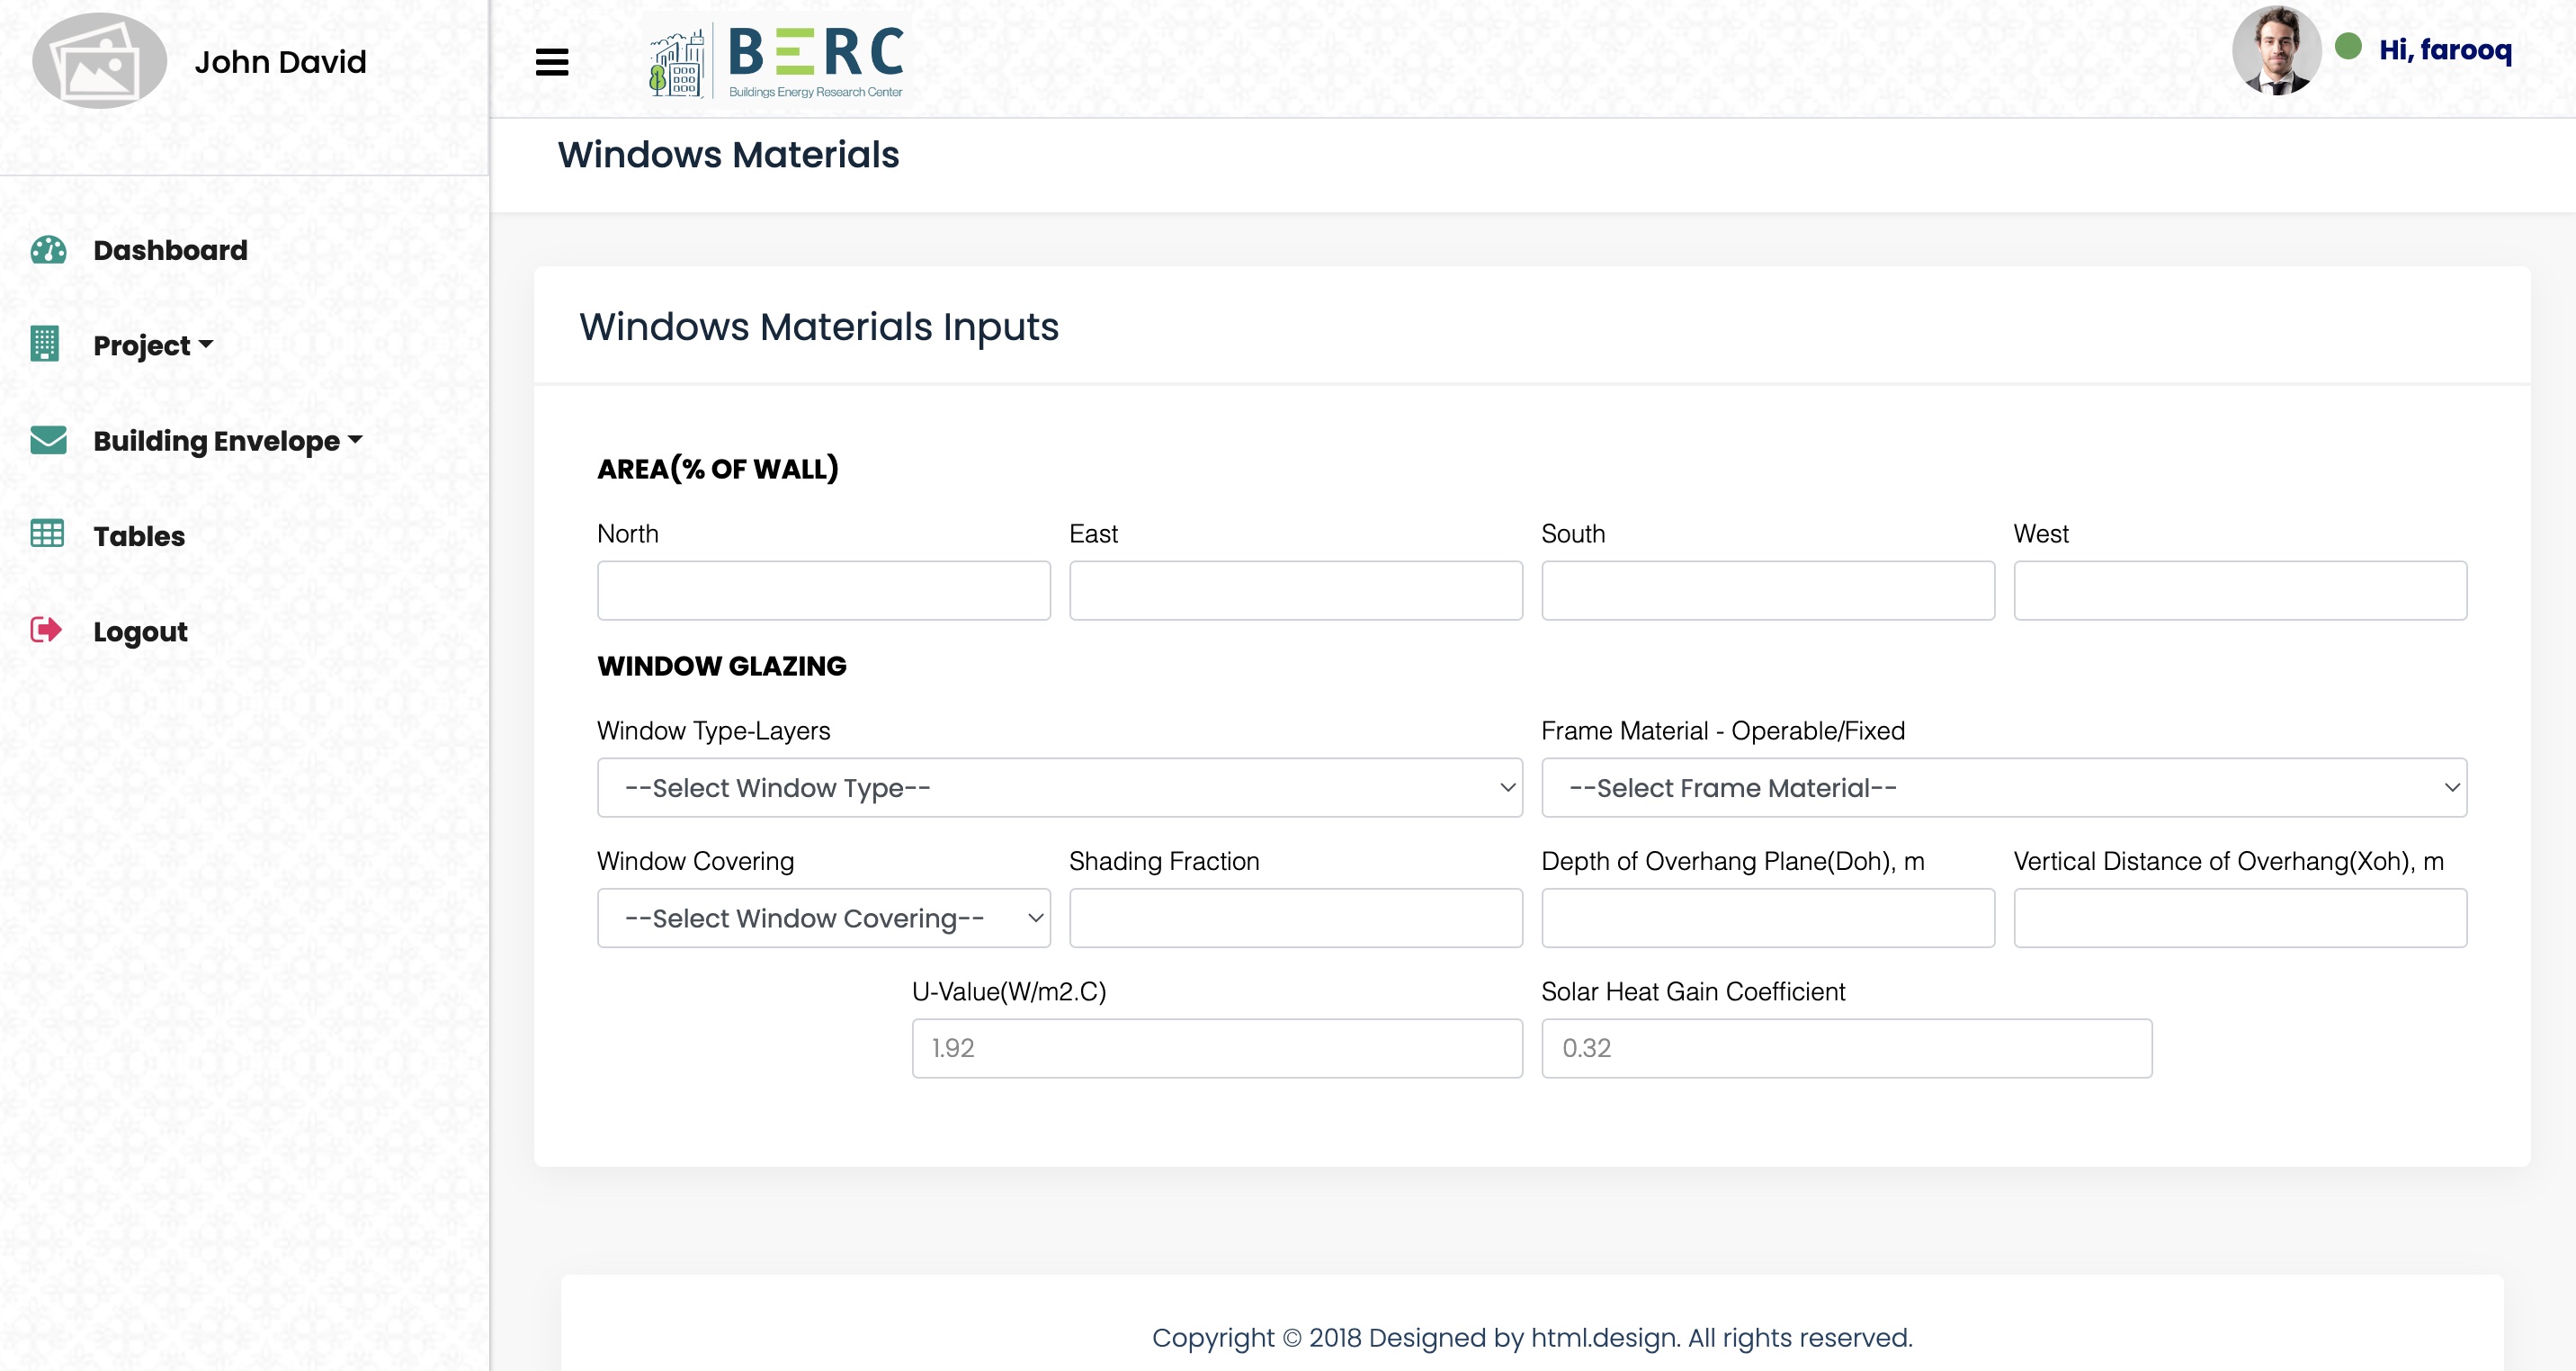 John David
BERC
Buildings Energy Research Center
Hi, farooq
Windows Materials
Dashboard
Project
Building Envelope
Tables
Logout
Windows Materials Inputs
AREA(% OF WALL)
North East South West
WINDOW GLAZING
Window Type-Layers Frame Material - Operable/Fixed
--Select Window Type-- --Select Frame Material--
Window Covering Shading Fraction Depth of Overhang Plane(Doh), m Vertical Distance of Overhang(Xoh), m
--Select Window Covering--
U-Value(W/m2.C) Solar Heat Gain Coefficient
1.92 0.32
Copyright © 2018 Designed by html.design. All rights reserved.